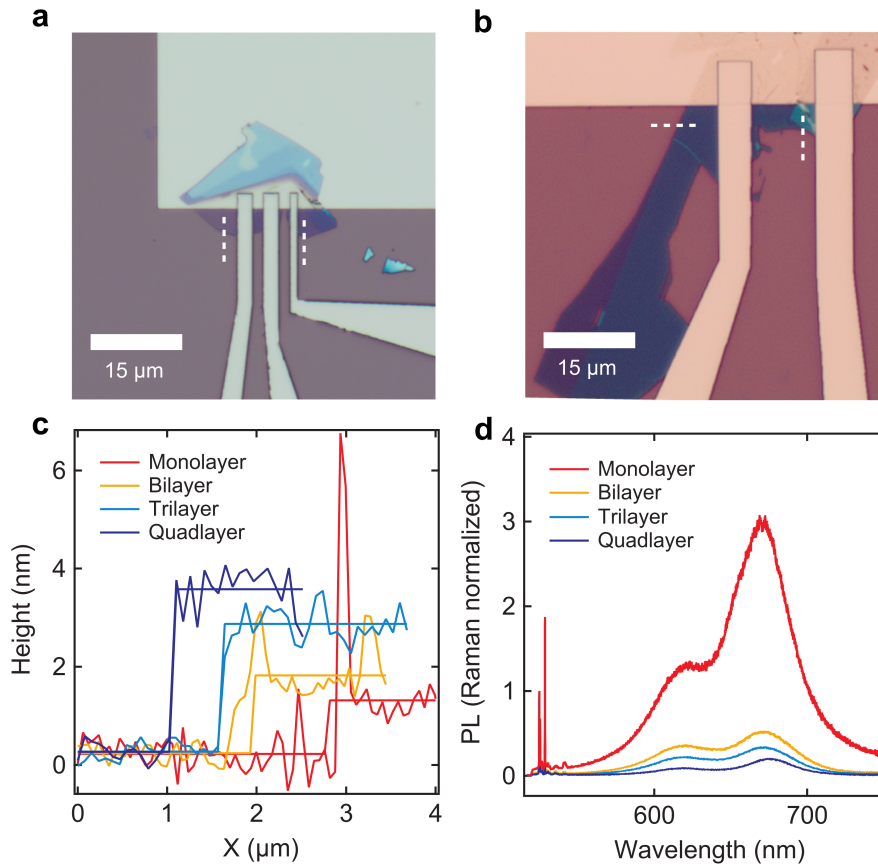 a
b
15 µm
15 µm
c
d
Monolayer
Bilayer
Trilayer
Quadlayer
Height (nm)
6
4
2
0
0
1
2
3
4
X (µm)
Monolayer
Bilayer
Trilayer
Quadlayer
PL (Raman normalized)
4
3
2
1
0
600
700
Wavelength (nm)